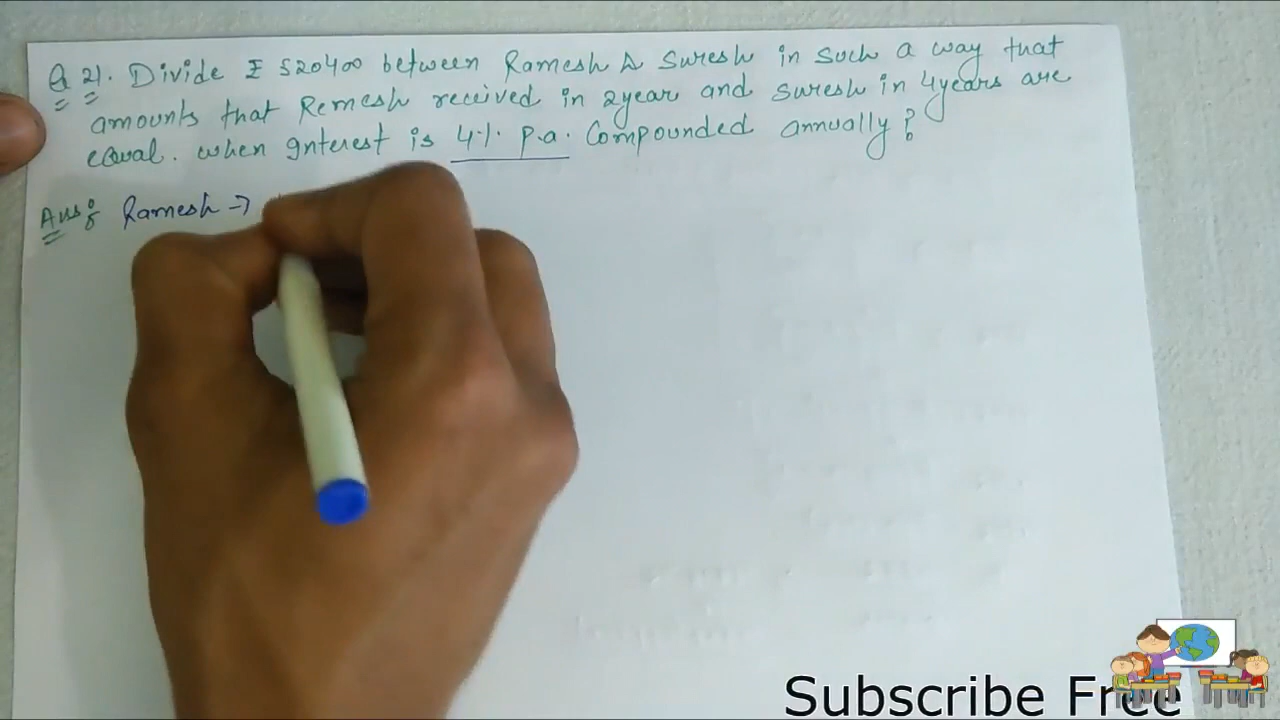 Q 21. Divide ₹ 520400 between Ramesh & Suresh in such a way that
amounts that Remesh received in 2year and Suresh in 4years are
equal. when Interest is 4%. p.a. Compounded annually?
Ans: Ramesh →
Subscribe Free